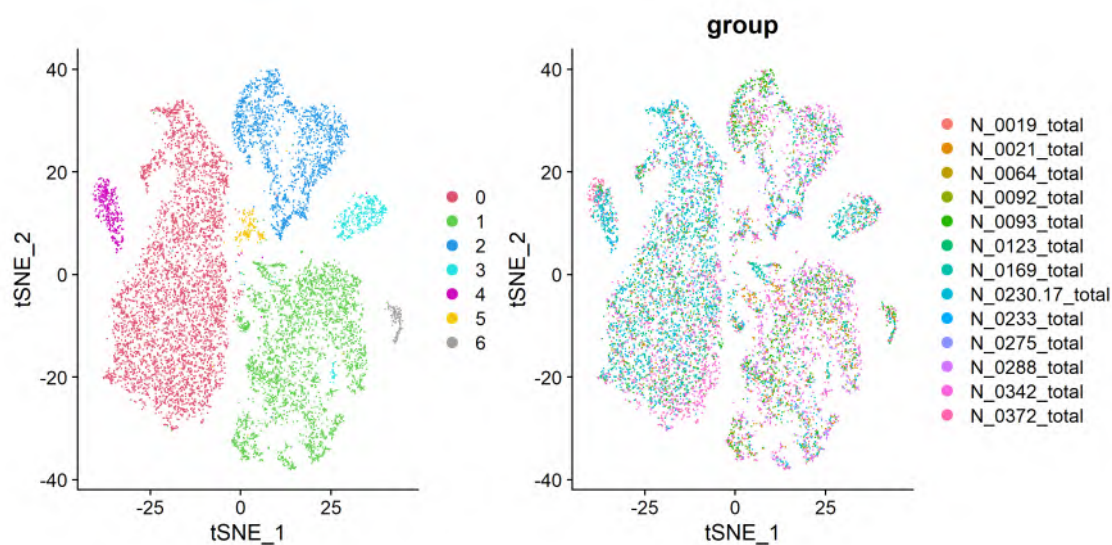 group
40
20
0
-20
-40
tSNE_2
-25
0
25
tSNE_1
0
1
2
3
4
5
6
40
20
0
-20
-40
tSNE_2
-25
0
25
tSNE_1
N_0019_total
N_0021_total
N_0064_total
N_0092_total
N_0093_total
N_0123_total
N_0169_total
N_0230.17_total
N_0233_total
N_0275_total
N_0288_total
N_0342_total
N_0372_total